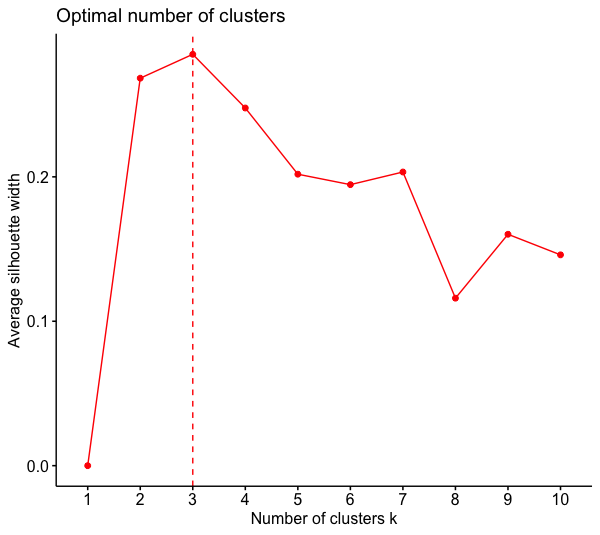 Optimal number of clusters
Average silhouette width
0.2
0.1
0.0
1 2 3 4 5 6 7 8 9 10
Number of clusters k